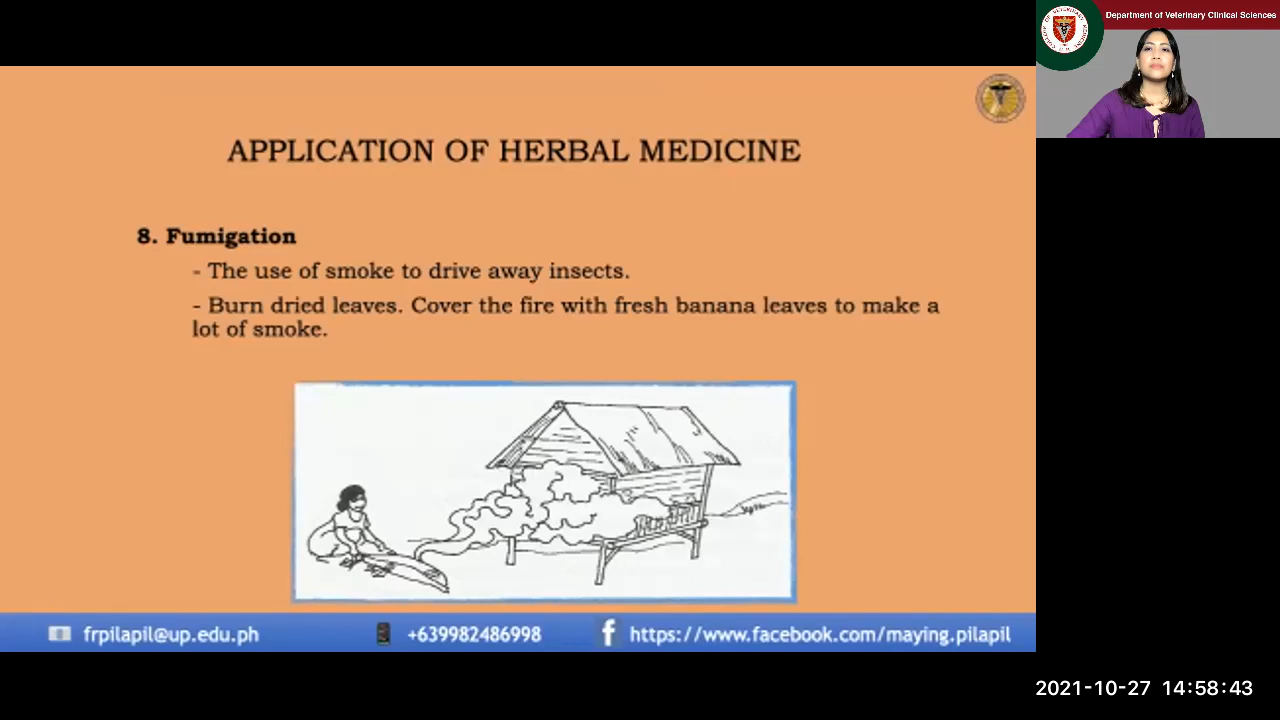 Department of Veterinary Clinical Sciences
APPLICATION OF HERBAL MEDICINE
8. Fumigation
- The use of smoke to drive away insects.
- Burn dried leaves. Cover the fire with fresh banana leaves to make a
lot of smoke.
frpilapil@up.edu.ph
+639982486998
https://www.facebook.com/maying.pilapil
2021-10-27 14:58:43